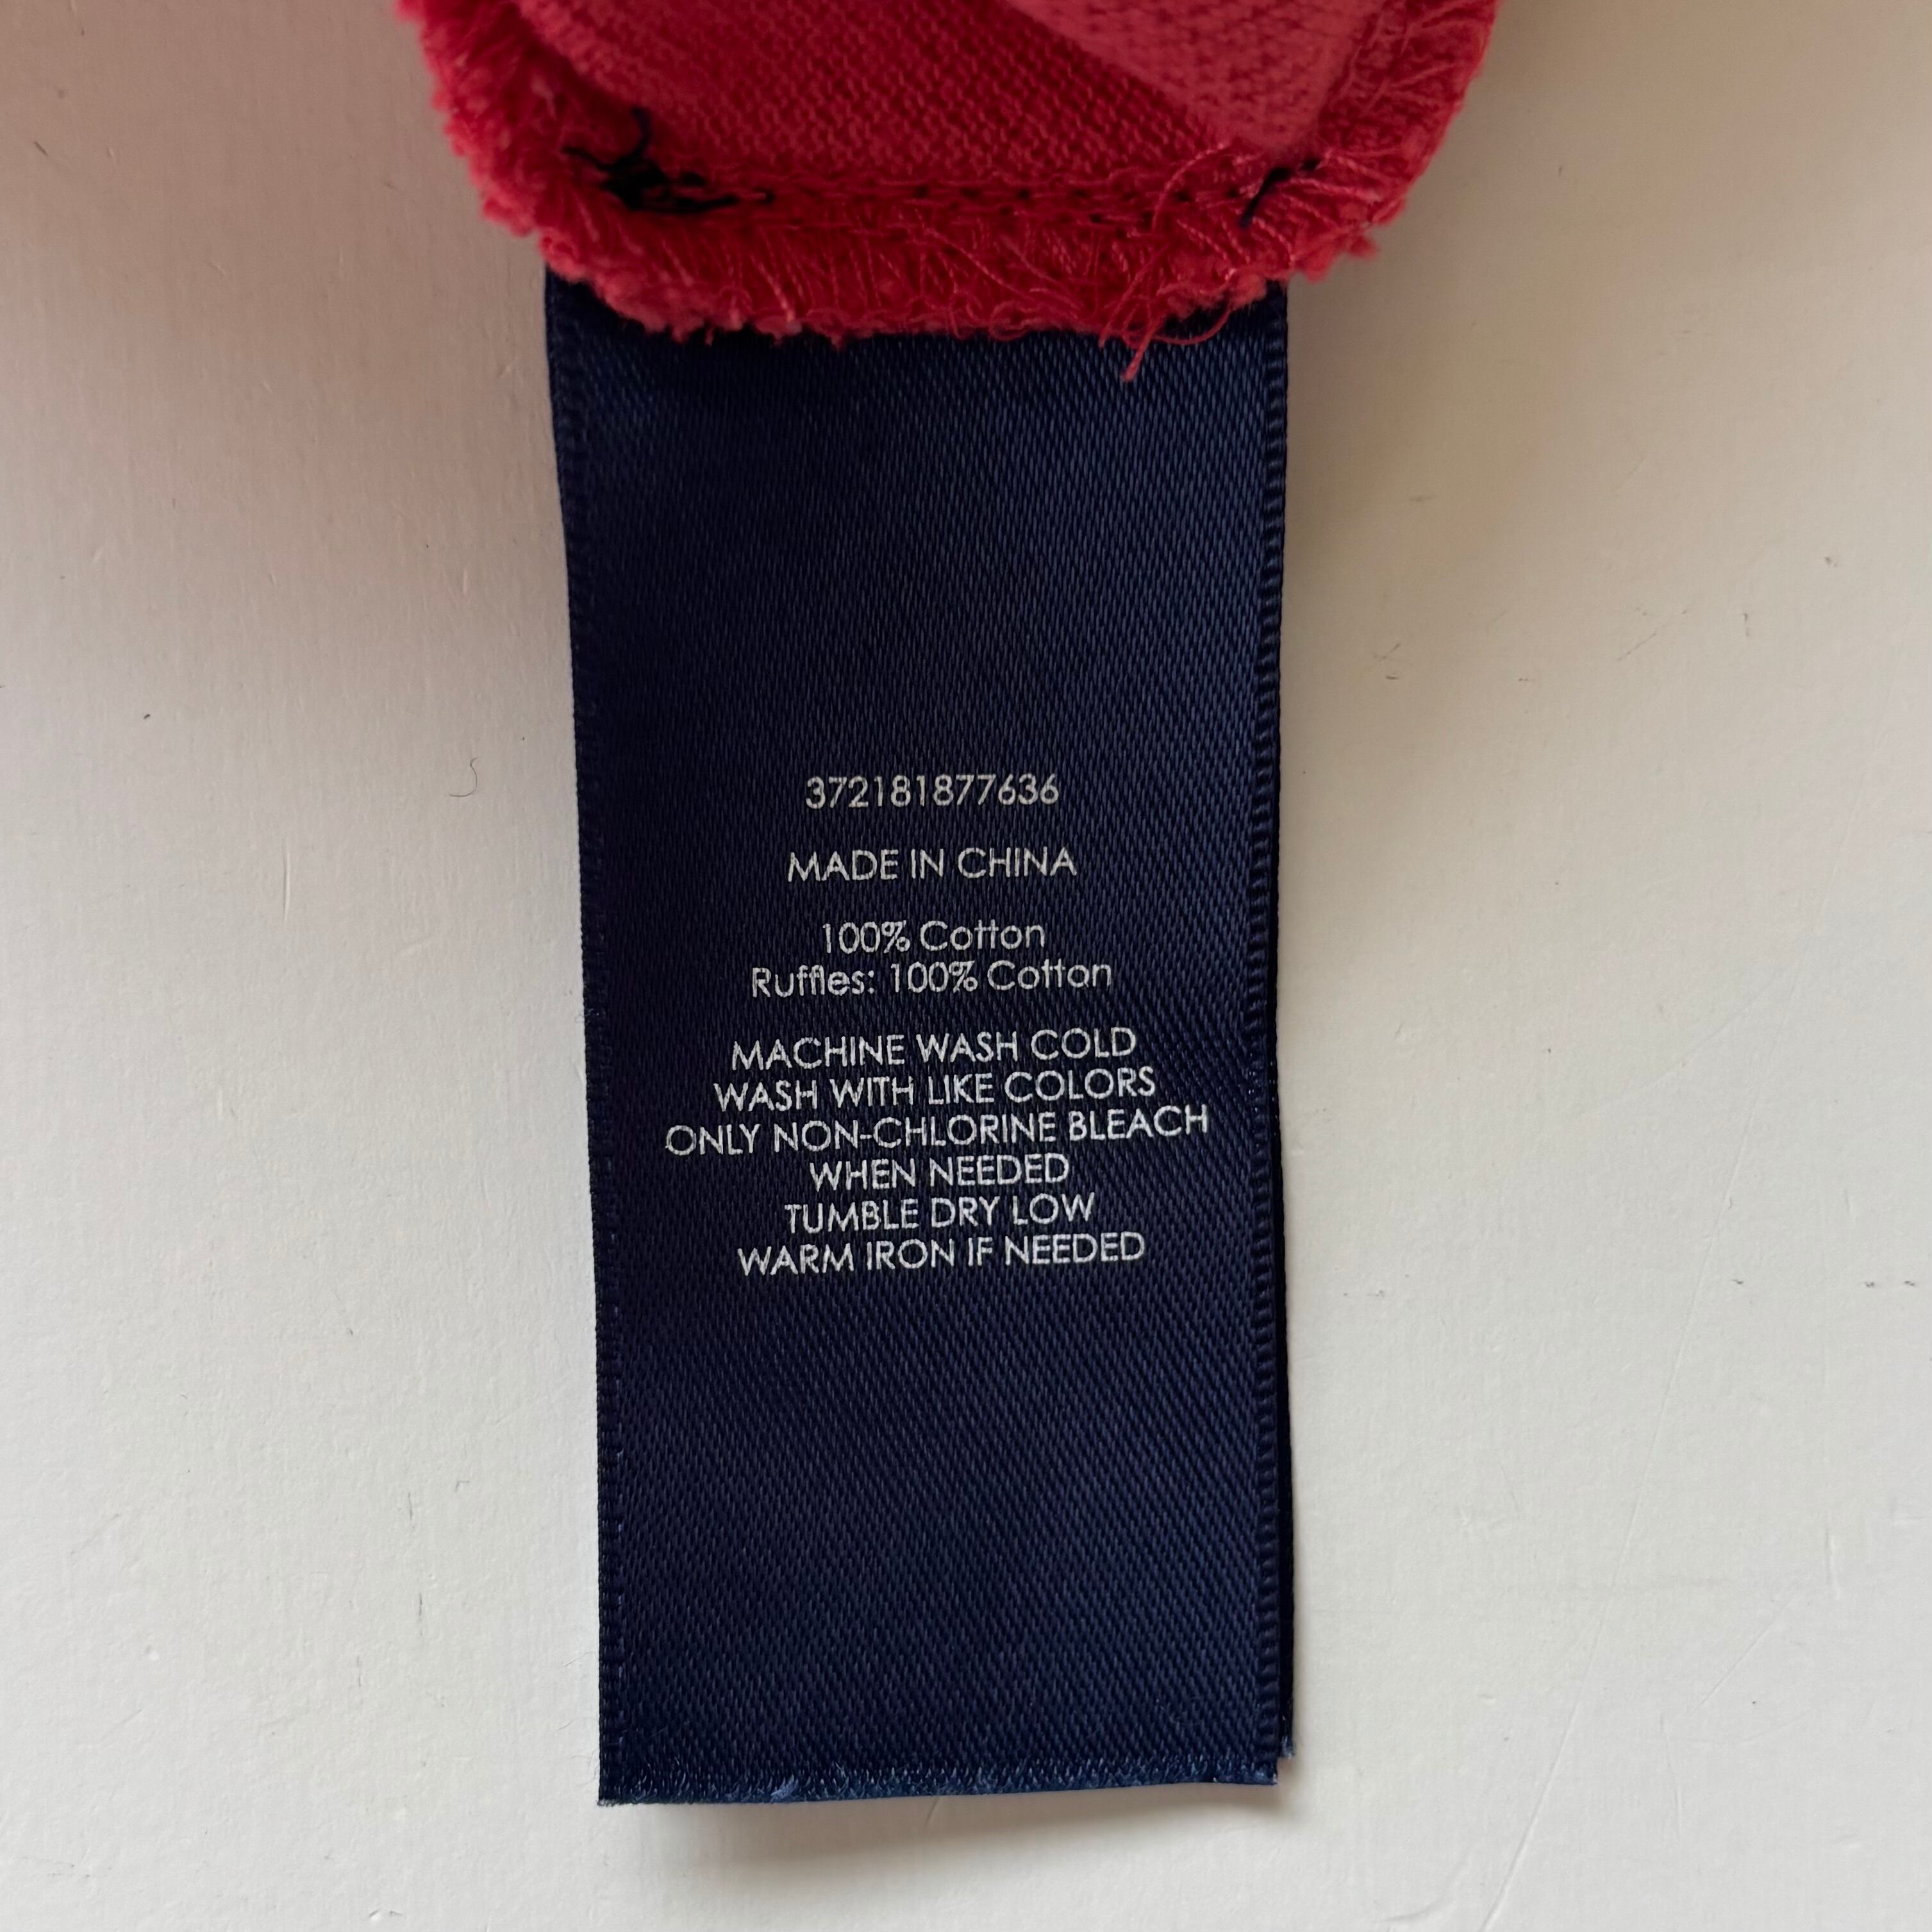 372181877636
MADE IN CHINA
100% Cotton
Ruffles: 100% Cotton
MACHINE WASH COLD
WASH WITH LIKE COLORS
ONLY NON-CHLORINE BLEACH
WHEN NEEDED
TUMBLE DRY LOW
WARM IRON IF NEEDED